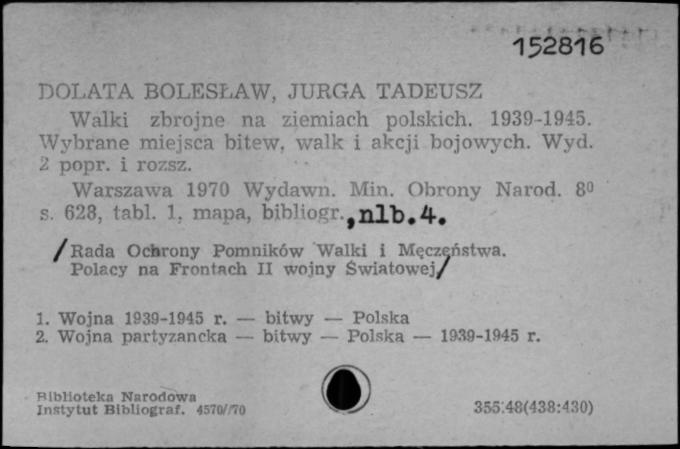 152816
DOLATA BOLESŁAW, JURGA TADEUSZ
Walki zbrojne na ziemiach polskich. 1939-1945.
Wybrane miejsca bitew, walk i akcji bojowych. Wyd.
2 popr. i rozsz.
Warszawa 1970 Wydawn. Min. Obrony Narod. 8⁰
s. 628, tabl. 1, mapa, bibliogr., nlb. 4.
/Rada Ochrony Pomników Walki i Męczeństwa.
Polacy na Frontach II wojny Światowej/
1. Wojna 1939-1945 r. — bitwy — Polska
2. Wojna partyzancka — bitwy — Polska — 1939-1945 r.
Biblioteka Narodowa
Instytut Bibliograf. 4570//70
355.48(438:430)